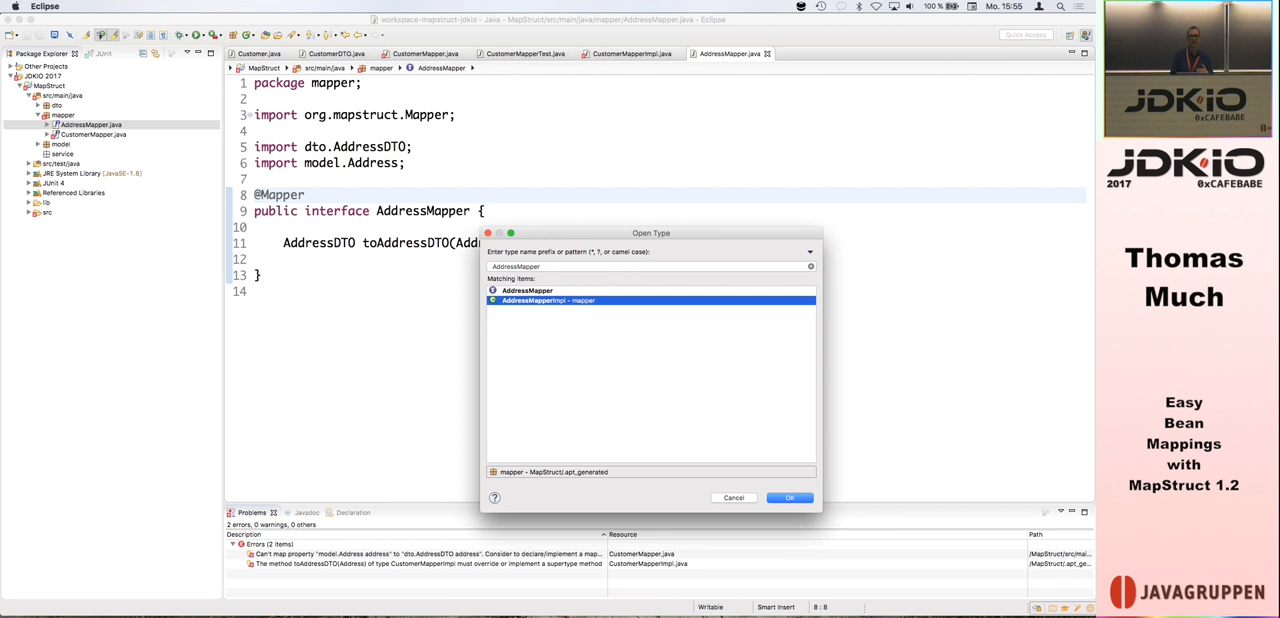 Eclipse
100 %
Mo. 15:55
workspace-mapstruct-jdkio - Java - MapStruct/src/main/java/mapper/AddressMapper.java - Eclipse
Quick Access
Package Explorer
JUnit
Other Projects
JDKIO 2017
MapStruct
src/main/java
dto
mapper
AddressMapper.java
CustomerMapper.java
model
service
src/test/java
JRE System Library [JavaSE-1.8]
JUnit 4
Referenced Libraries
lib
src
Customer.java
CustomerDTO.java
CustomerMapper.java
CustomerMapperTest.java
CustomerMapperImpl.java
AddressMapper.java
MapStruct
src/main/java
mapper
AddressMapper
1 package mapper;
2
3 import org.mapstruct.Mapper;
4
5 import dto.AddressDTO;
6 import model.Address;
7
8 @Mapper
9 public interface AddressMapper {
10
11 AddressDTO toAddressDTO(Add
12
13 }
14
Open Type
Enter type name prefix or pattern (*, ?, or camel case):
AddressMapper
Matching items:
AddressMapper
AddressMapperImpl - mapper
mapper - MapStruct/.apt_generated
?
Cancel
OK
Problems
Javadoc
Declaration
2 errors, 0 warnings, 0 others
Description
Resource
Path
Errors (2 items)
Can't map property "model.Address address" to "dto.AddressDTO address". Consider to declare/implement a map...
CustomerMapper.java
/MapStruct/src/mai...
The method toAddressDTO(Address) of type CustomerMapperImpl must override or implement a supertype method
CustomerMapperImpl.java
/MapStruct/.apt_ge...
Writable
Smart Insert
8 : 8
JDKIO
0xCAFEBABE
JDKIO
2017
0xCAFEBABE
Thomas
Much
Easy
Bean
Mappings
with
MapStruct 1.2
JAVAGRUPPEN